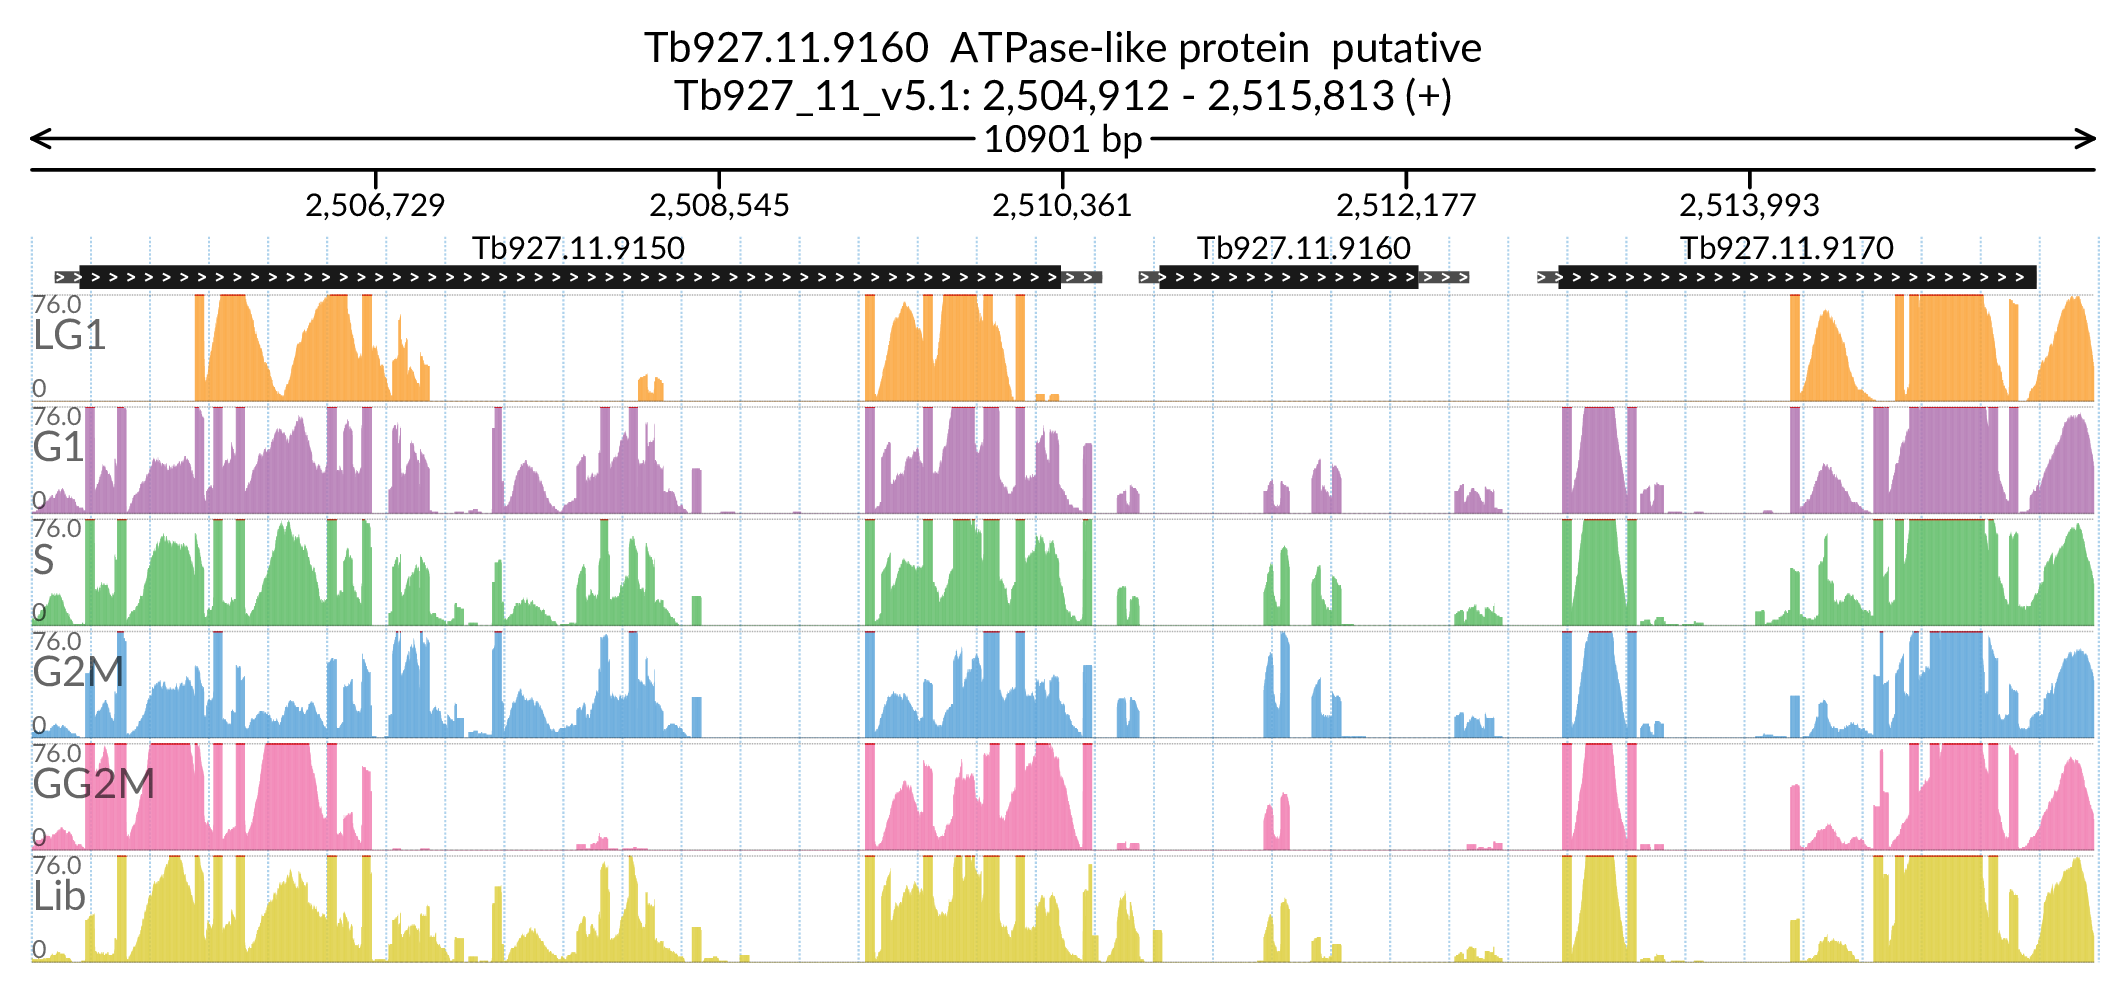 Tb927.11.9160  ATPase-like protein  putative
Tb927_11_v5.1: 2,504,912 - 2,515,813 (+)
10901 bp
2,506,729 2,508,545 2,510,361 2,512,177 2,513,993
Tb927.11.9150 Tb927.11.9160 Tb927.11.9170
76.0
LG1
0
76.0
G1
0
76.0
S
0
76.0
G2M
0
76.0
GG2M
0
76.0
Lib
0